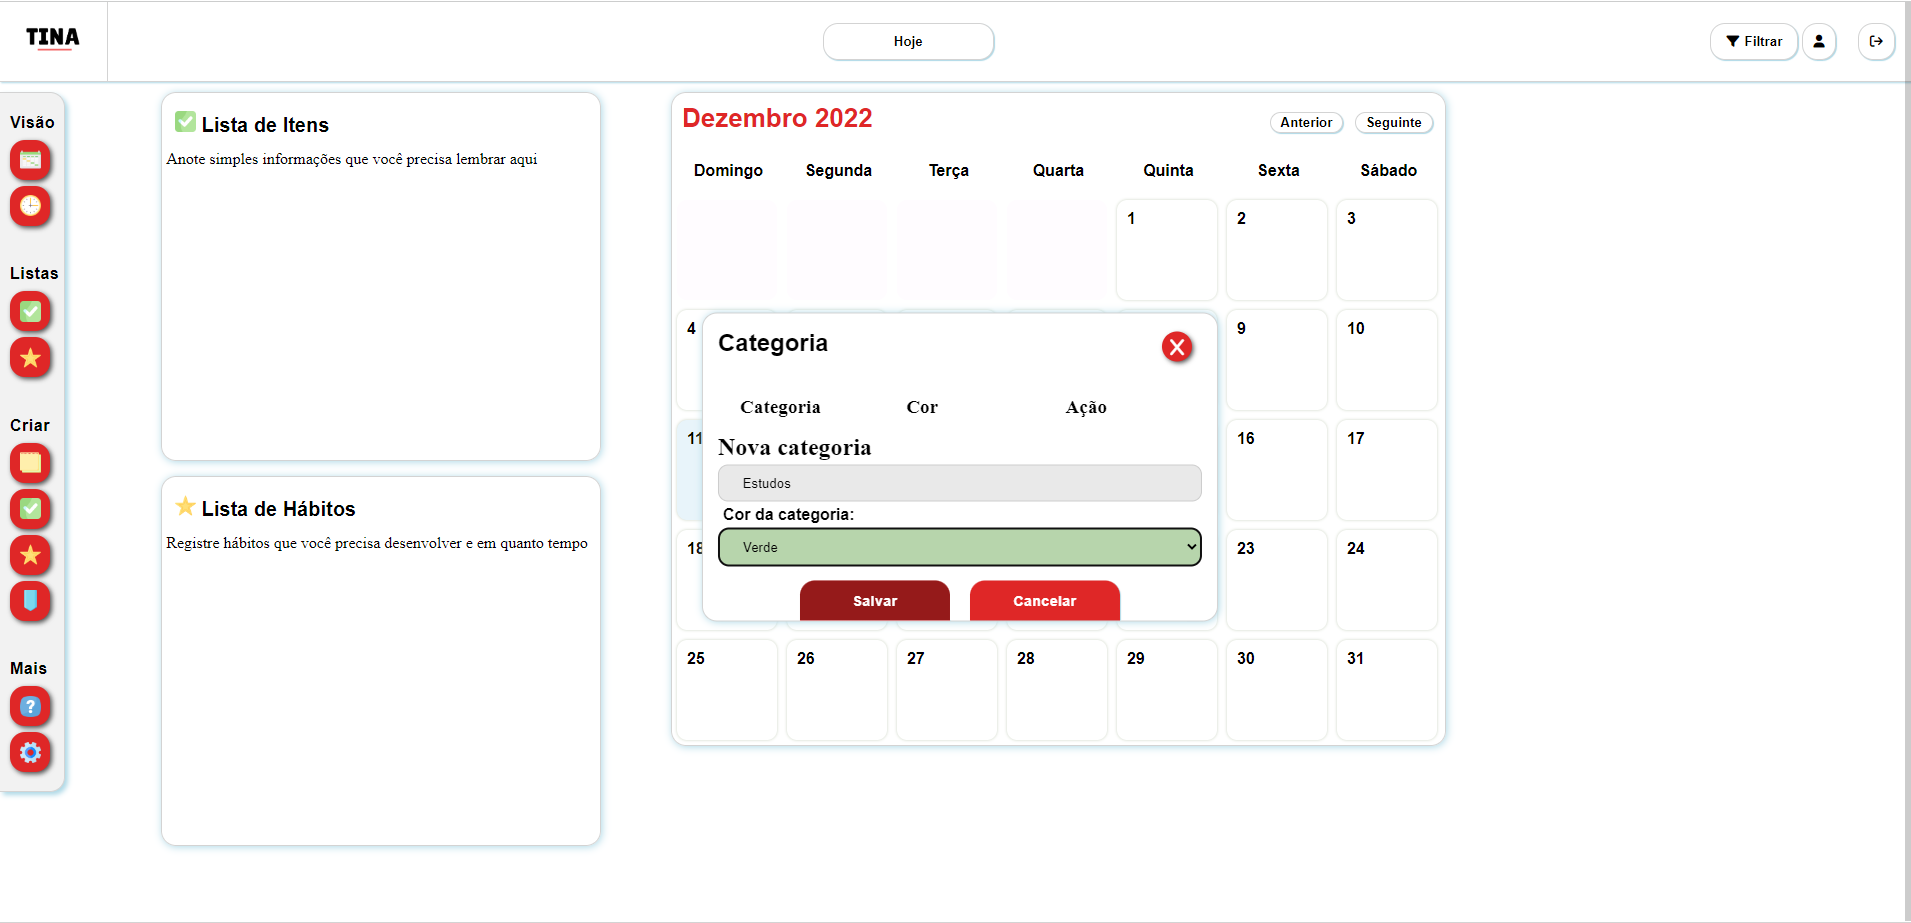 TINA
Hoje
Filtrar
Visão
Listas
Criar
Mais
Lista de Itens
Anote simples informações que você precisa lembrar aqui
Lista de Hábitos
Registre hábitos que você precisa desenvolver e em quanto tempo
Dezembro 2022
Anterior Seguinte
Domingo Segunda Terça Quarta Quinta Sexta Sábado
1 2 3
4 9 10
11 16 17
18 23 24
25 26 27 28 29 30 31
Categoria
X
Categoria Cor Ação
Nova categoria
Estudos
Cor da categoria:
Verde
Salvar Cancelar